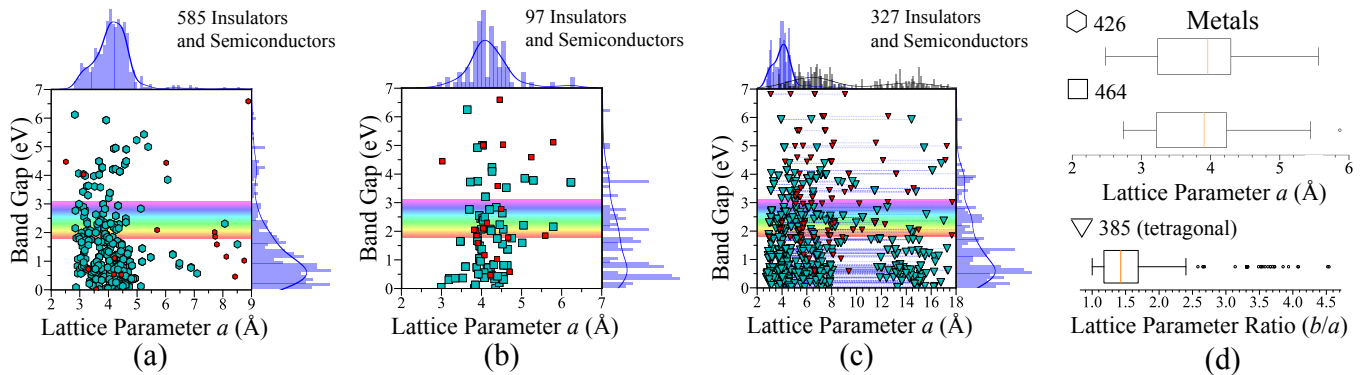 585 Insulators
and Semiconductors
Band Gap (eV)
7
6
5
4
3
2
1
0
2 3 4 5 6 7 8 9
Lattice Parameter a (Å)
(a)
97 Insulators
and Semiconductors
Band Gap (eV)
7
6
5
4
3
2
1
0
2 3 4 5 6 7
Lattice Parameter a (Å)
(b)
327 Insulators
and Semiconductors
Band Gap (eV)
7
6
5
4
3
2
1
0
2 4 6 8 10 12 14 16 18
Lattice Parameter a (Å)
(c)
Metals
426
464
2 3 4 5 6
Lattice Parameter a (Å)
385 (tetragonal)
1.0 1.5 2.0 2.5 3.0 3.5 4.0 4.5
Lattice Parameter Ratio (b/a)
(d)